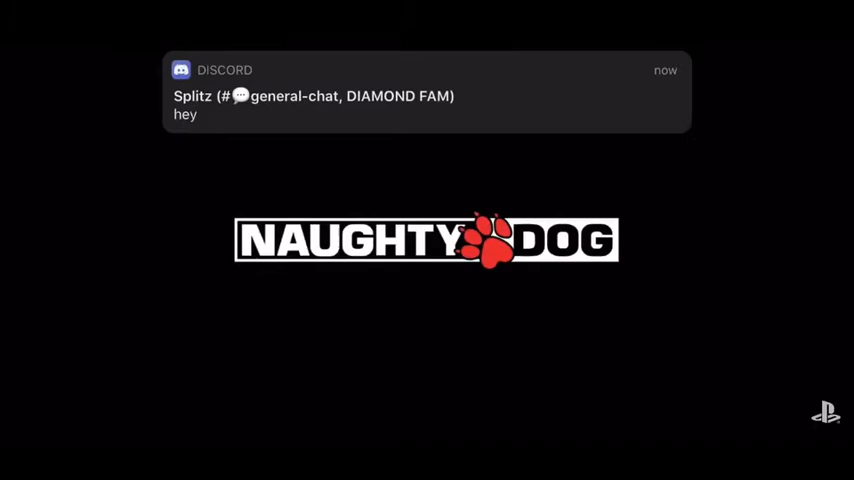 DISCORD
now
Splitz (#💬general-chat, DIAMOND FAM)
hey
NAUGHTY DOG